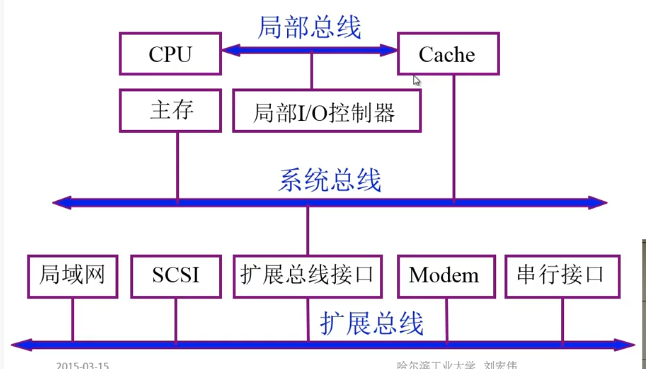 局部总线
CPU
Cache
主存
局部I/O控制器
系统总线
局域网
SCSI
扩展总线接口
Modem
串行接口
扩展总线
2015-03-15
哈尔滨工业大学 刘宏伟